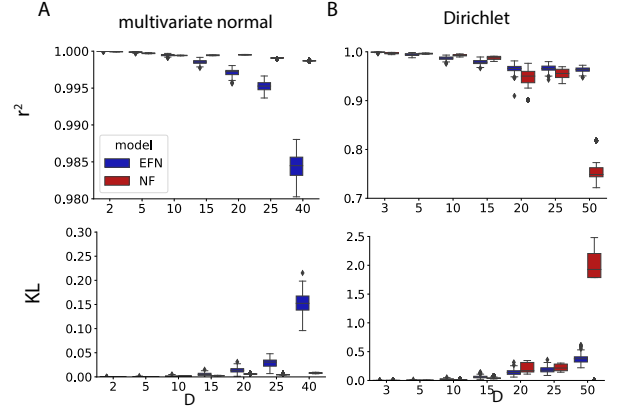 A
multivariate normal
B
Dirichlet
r²
1.000
0.995
0.990
0.985
0.980
model
EFN
NF
2 5 10 15 20 25 40
1.0
0.9
0.8
0.7
3 5 10 15 20 25 50
KL
0.30
0.25
0.20
0.15
0.10
0.05
0.00
2 5 10 15 20 25 40
D
2.5
2.0
1.5
1.0
0.5
0.0
3 5 10 15 20 25 50
D